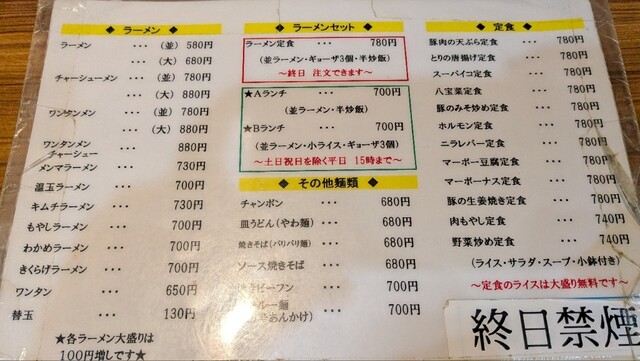 ◆ ラーメン ◆
ラーメン ･･･ (並) 580円
･･･ (大) 680円
チャーシューメン ･･･ (並) 780円
･･･ (大) 880円
ワンタンメン ･･･ (並) 780円
･･･ (大) 880円
ワンタンメン
チャーシュー ･･･ 880円
メンマラーメン ･･･ 730円
温玉ラーメン ･･･ 700円
キムチラーメン ･･･ 730円
もやしラーメン ･･･ 700円
わかめラーメン ･･･ 700円
きくらげラーメン ･･･ 700円
ワンタン ･･･ 650円
替玉 ･･･ 130円
★各ラーメン大盛りは
100円増しです★
◆ ラーメンセット ◆
ラーメン定食 ･･･ 780円
(並ラーメン･ギョーザ3個･半炒飯)
～終日 注文できます～
★Aランチ ･･･ 700円
(並ラーメン･半炒飯)
★Bランチ ･･･ 700円
(並ラーメン･小ライス･ギョーザ3個)
～土日祝日を除く平日 15時まで～
◆ その他麺類 ◆
チャンポン ･･･ 680円
皿うどん(やわ麺) ･･･ 680円
焼きそば(バリバリ麺) ･･･ 680円
ソース焼きそば ･･･ 680円
ビーフン ･･･ 700円
ルー麺 ･･･ 700円
あんかけ)
◆ 定食 ◆
豚肉の天ぷら定食 ･･･ 780円
とりの唐揚げ定食 ･･･ 780円
スーパイコ定食 ･･･ 780円
八宝菜定食 ･･･ 780円
豚のみそ炒め定食 ･･･ 780円
ホルモン定食 ･･･ 780円
ニラレバー定食 ･･･ 780円
マーボー豆腐定食 ･･･ 780円
マーボーナス定食 ･･･ 780円
豚の生姜焼き定食 ･･･ 780円
肉もやし定食 ･･･ 740円
野菜炒め定食 ･･･ 740円
(ライス･サラダ･スープ･小鉢付き)
～定食のライスは大盛り無料です～
終日禁煙